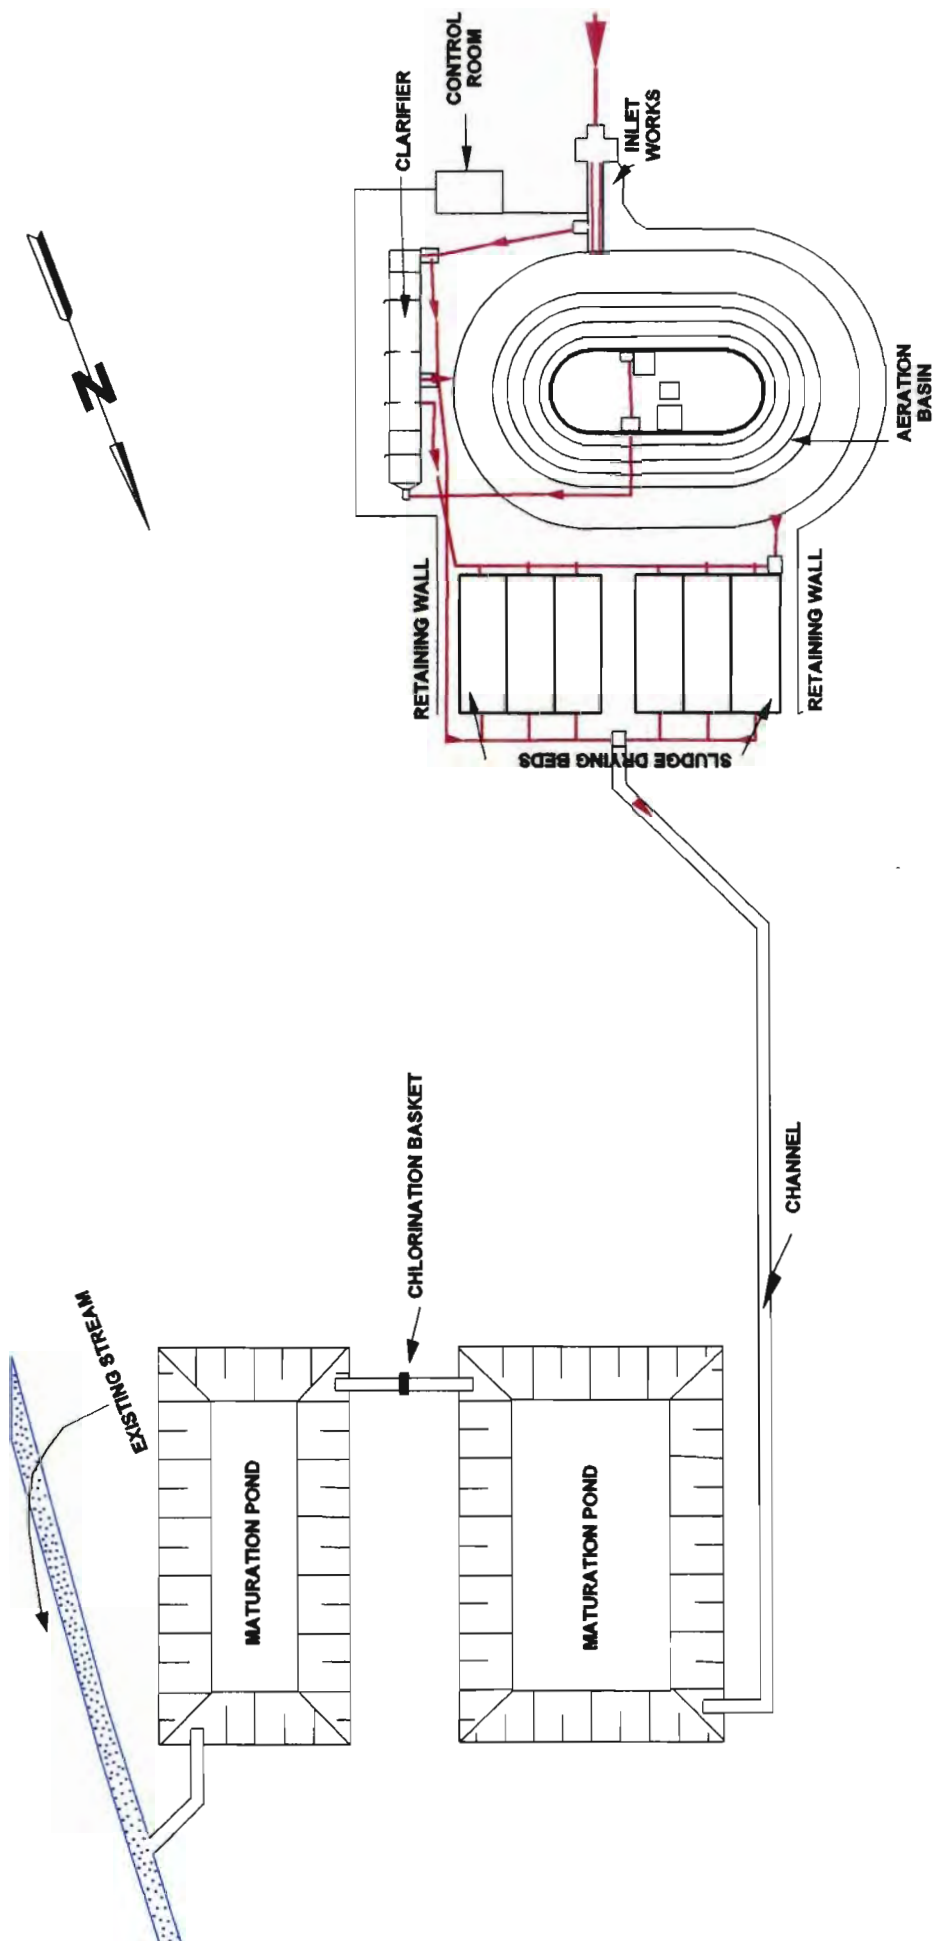 CONTROL
ROOM
CLARIFIER
INLET
WORKS
N
AERATION
BASIN
RETAINING WALL
RETAINING WALL
SLUDGE DRYING BEDS
CHLORINATION BASKET
CHANNEL
EXISTING STREAM
MATURATION POND
MATURATION POND